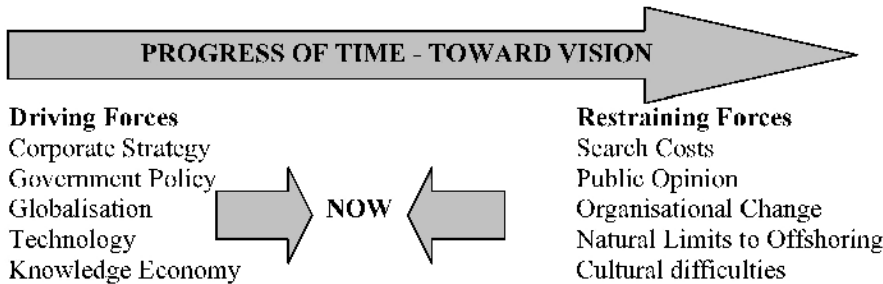 PROGRESS OF TIME - TOWARD VISION
Driving Forces
Corporate Strategy
Government Policy
Globalisation
Technology
Knowledge Economy
NOW
Restraining Forces
Search Costs
Public Opinion
Organisational Change
Natural Limits to Offshoring
Cultural difficulties